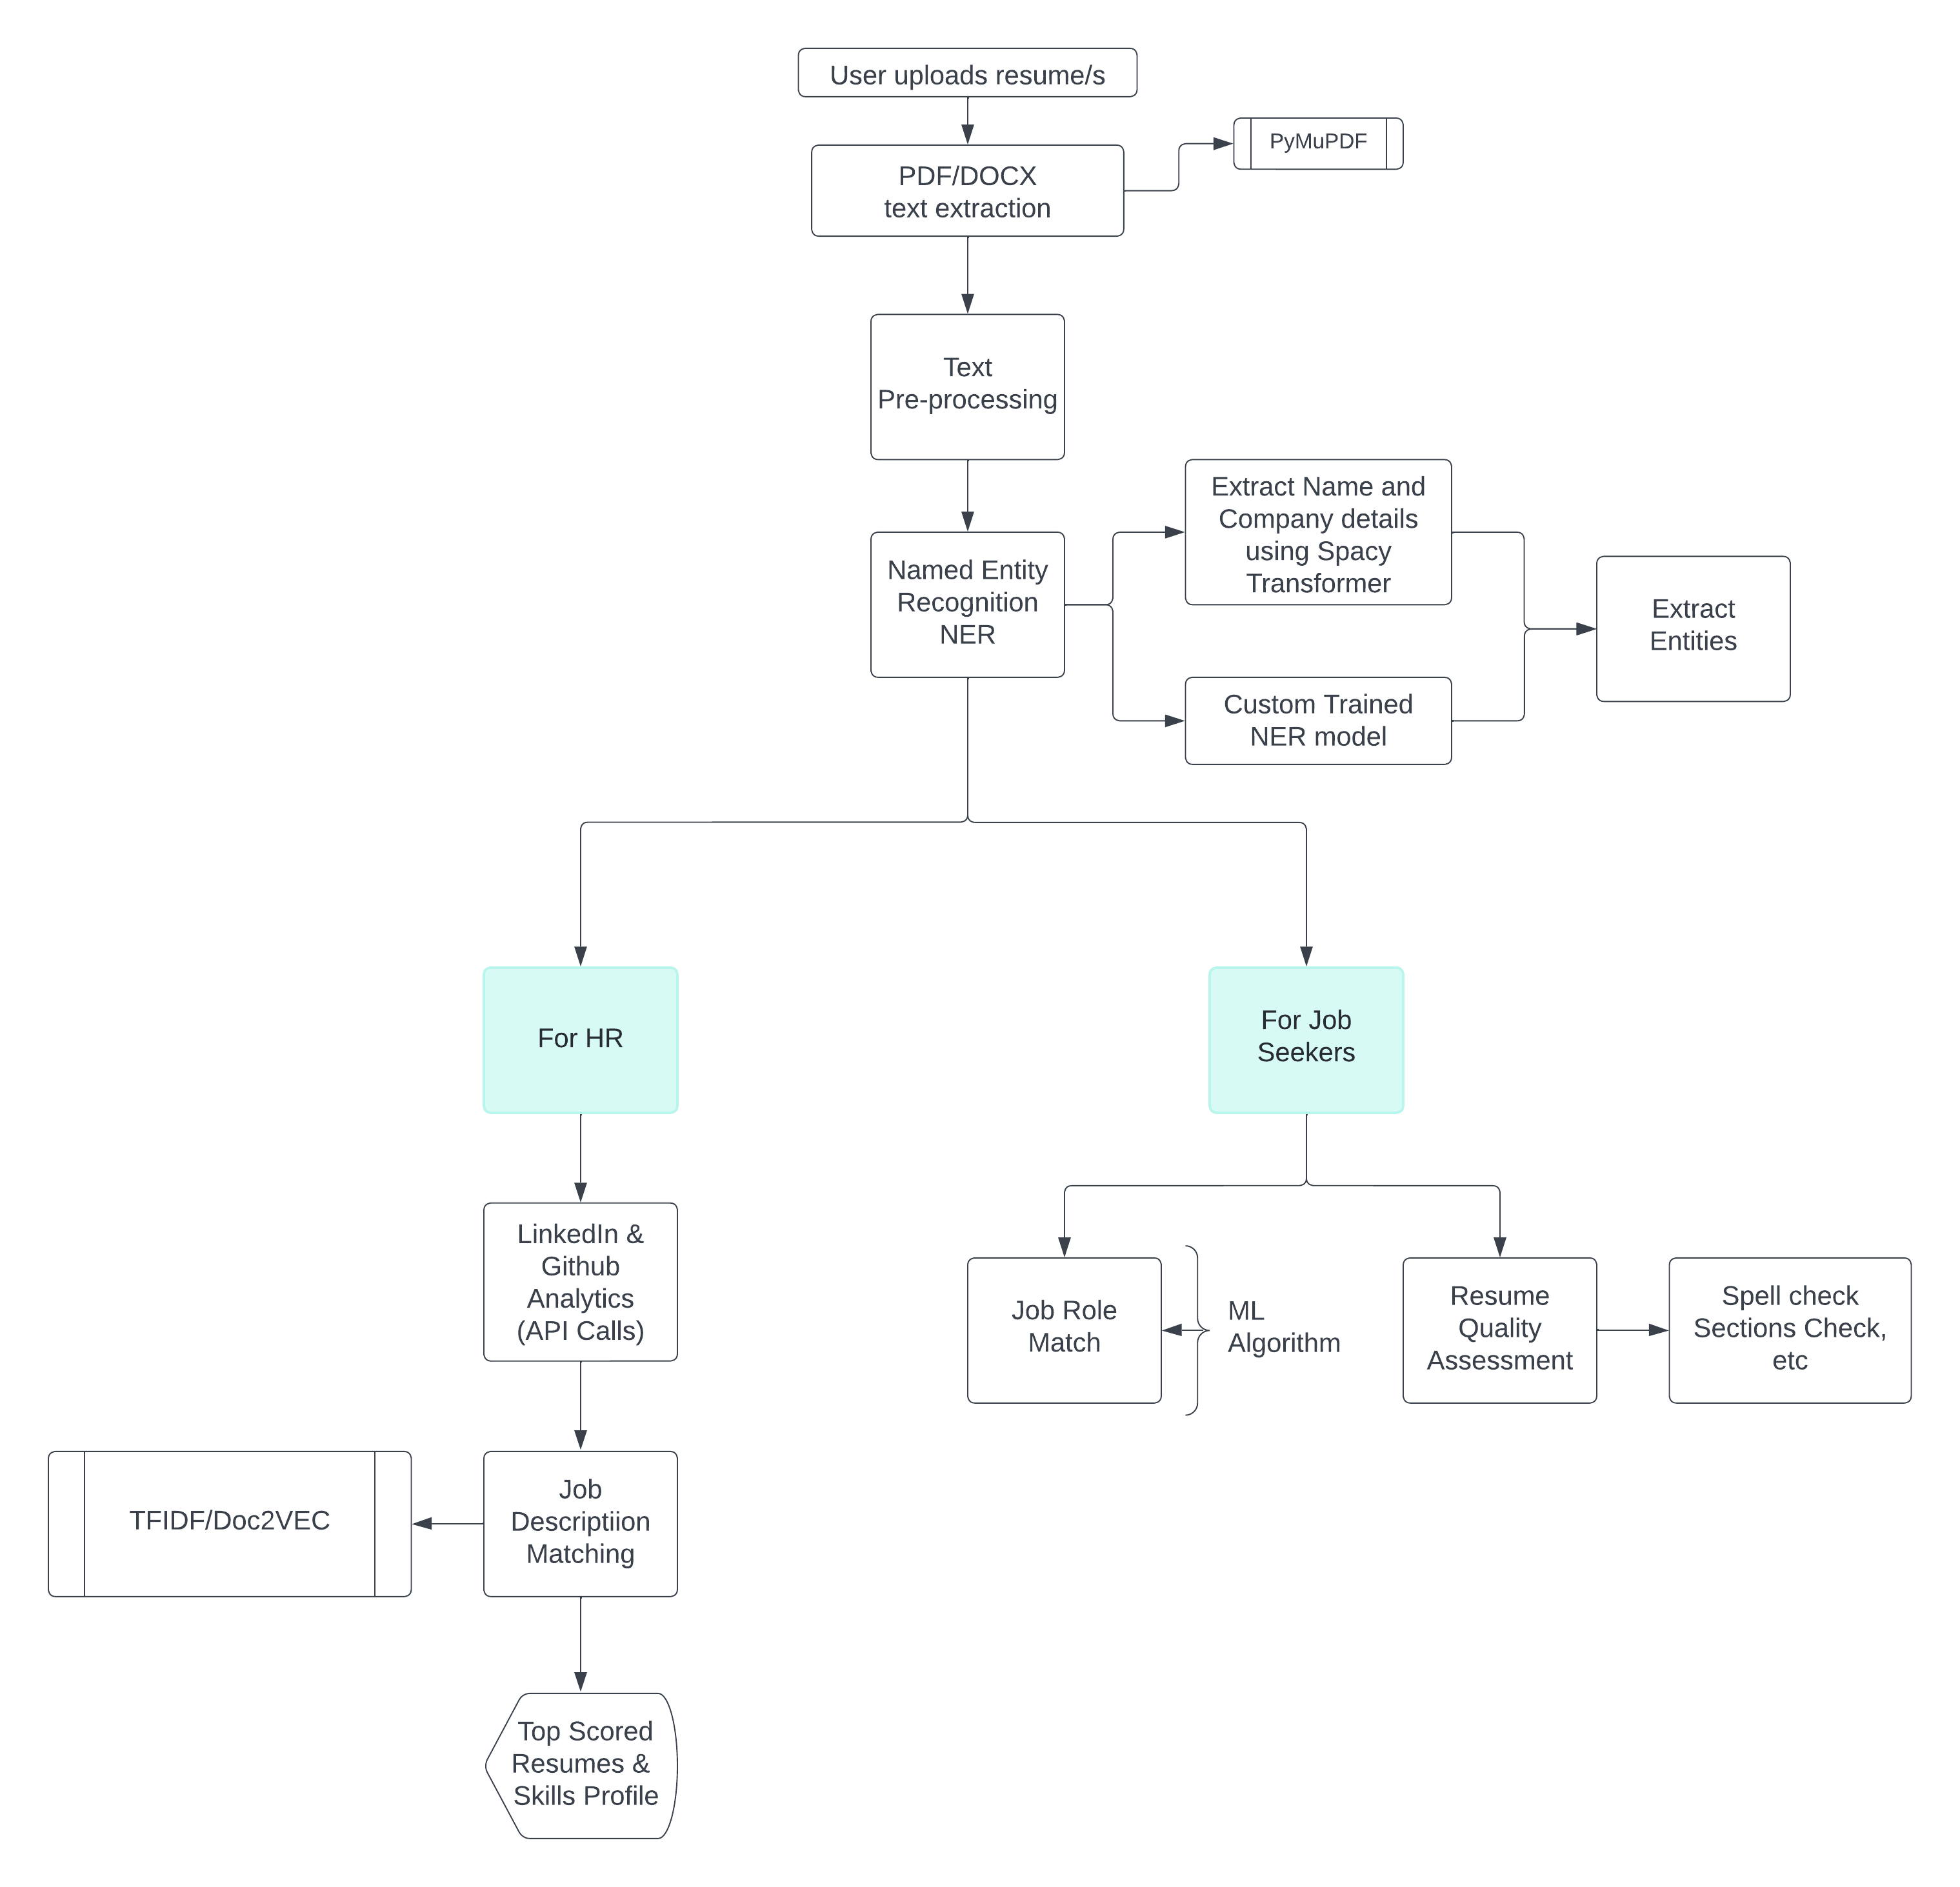 User uploads resume/s
PyMuPDF
PDF/DOCX
text extraction
Text
Pre-processing
Extract Name and
Company details
using Spacy
Transformer
Named Entity
Recognition
NER
Extract
Entities
Custom Trained
NER model
For HR
For Job
Seekers
LinkedIn &
Github
Analytics
(API Calls)
Job Role
Match
ML
Algorithm
Resume
Quality
Assessment
Spell check
Sections Check,
etc
TFIDF/Doc2VEC
Job
Descriptiion
Matching
Top Scored
Resumes &
Skills Profile